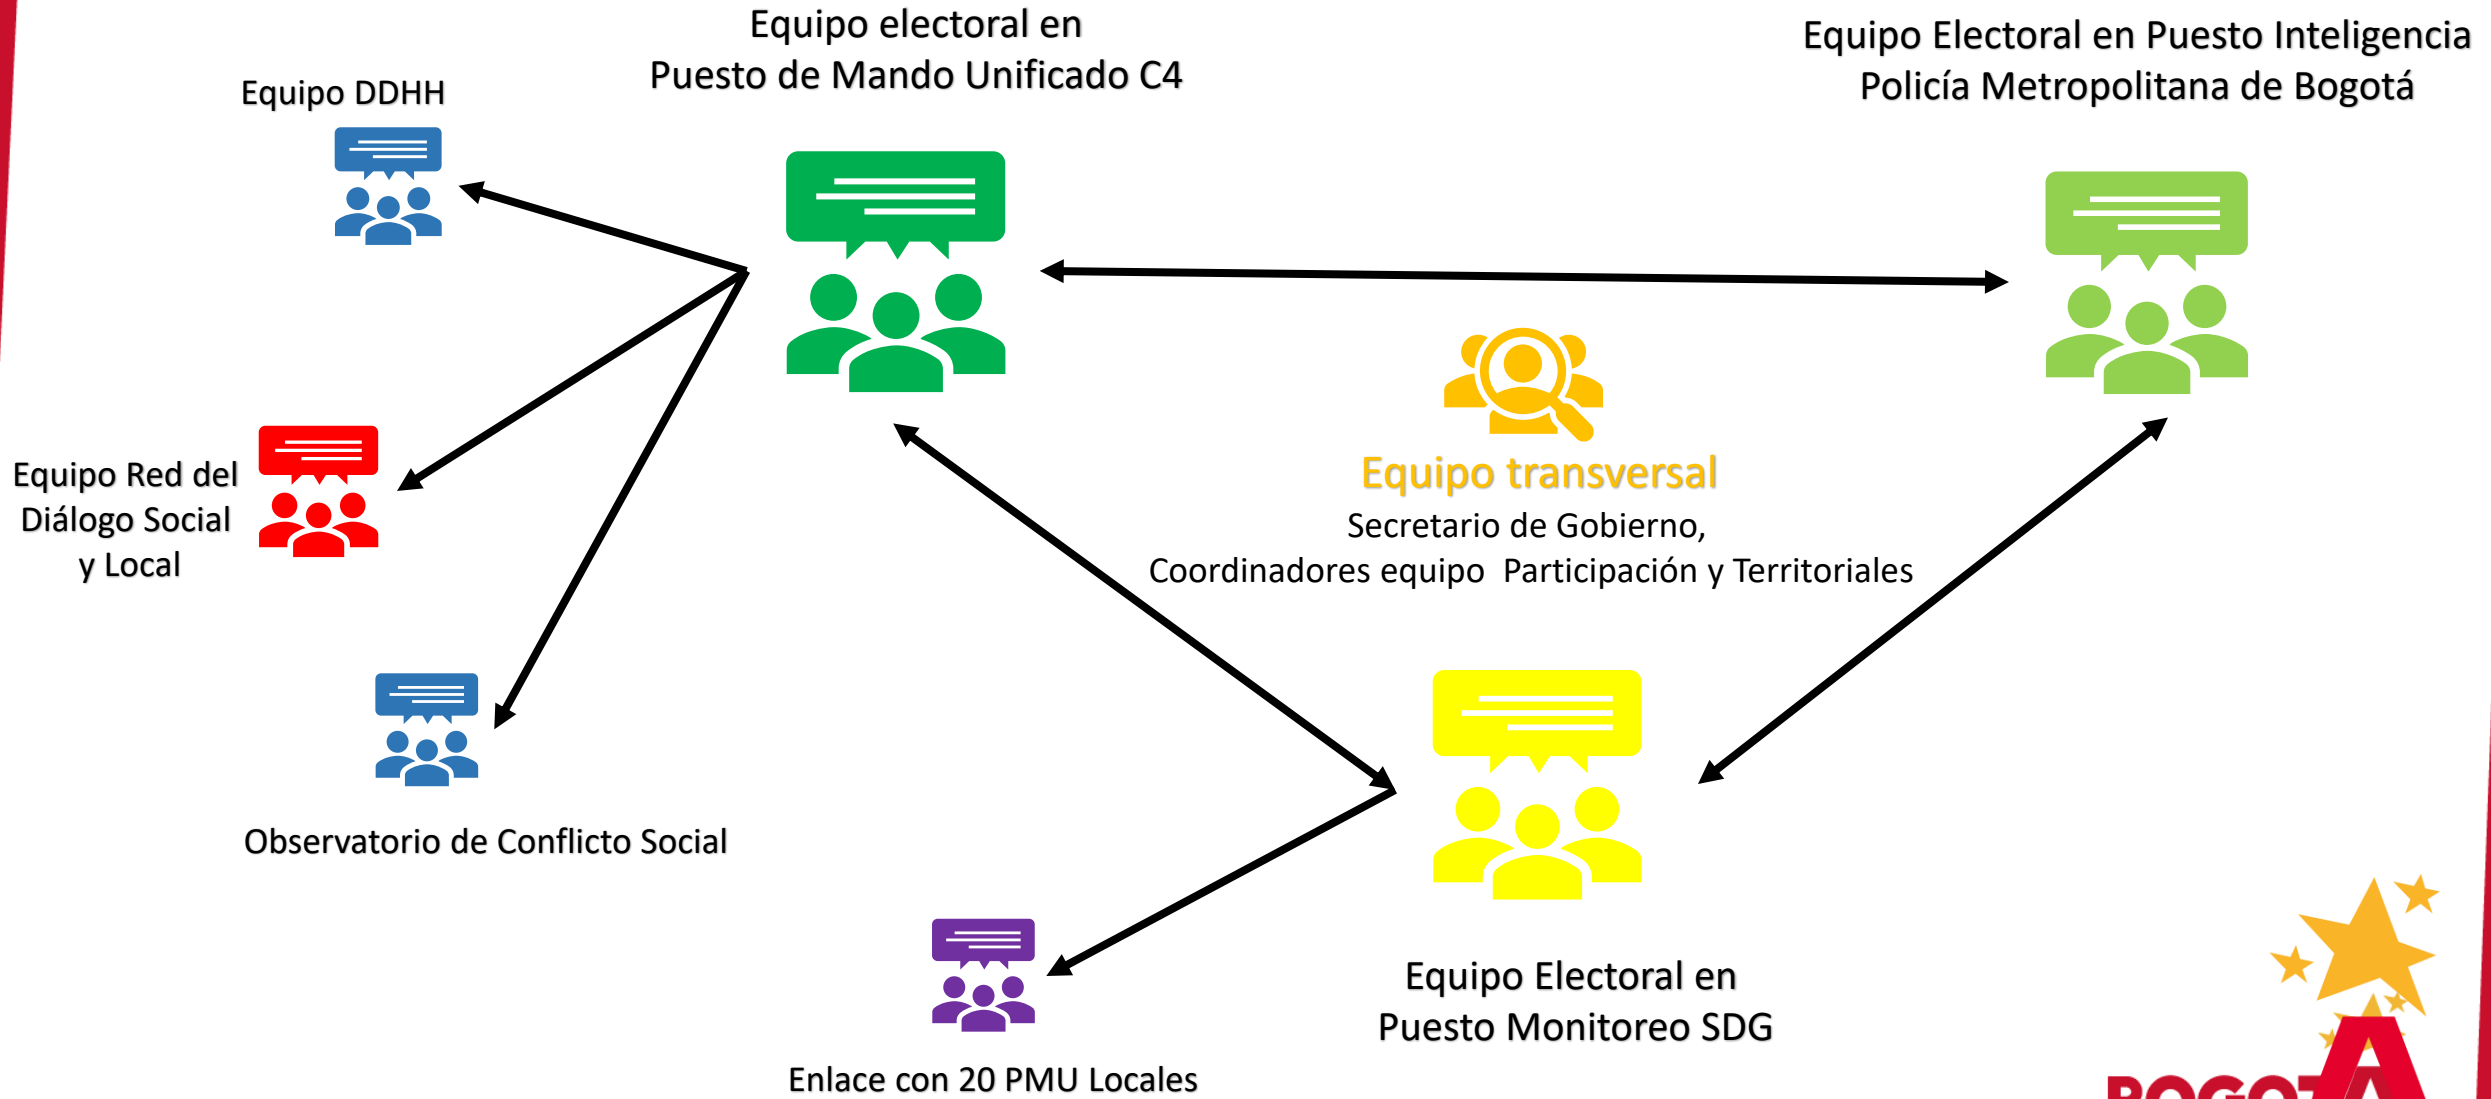 Equipo electoral en
Puesto de Mando Unificado C4
Equipo Electoral en Puesto Inteligencia
Policía Metropolitana de Bogotá
Equipo DDHH
Equipo Red del
Diálogo Social
y Local
Equipo transversal
Secretario de Gobierno,
Coordinadores equipo  Participación y Territoriales
Observatorio de Conflicto Social
Equipo Electoral en
Puesto Monitoreo SDG
Enlace con 20 PMU Locales